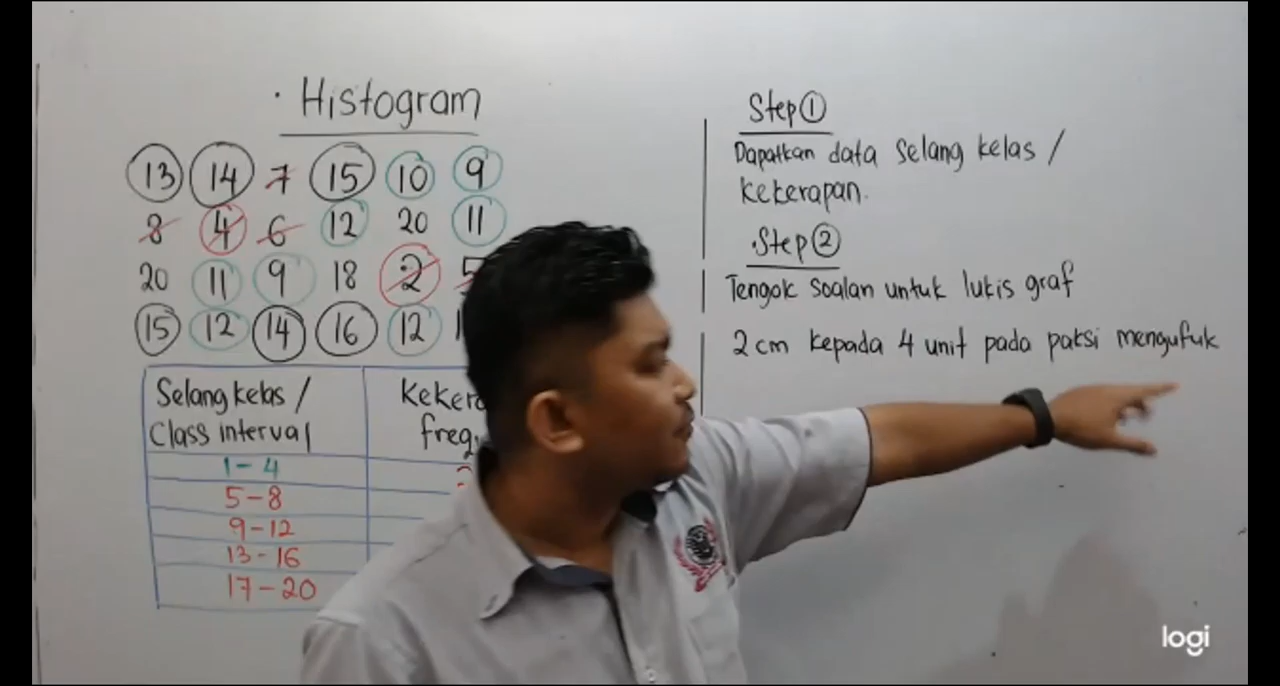 · Histogram
13 14 7 15 10 9
8 4 6 12 20 11
20 11 9 18 2
15 12 14 16 12
Selang kelas /
Class interval
1-4
5-8
9-12
13-16
17-20
Step ①
Dapatkan data selang kelas /
kekerapan.
·Step ②
Tengok soalan untuk lukis graf
2 cm kepada 4 unit pada paksi mengufuk
logi